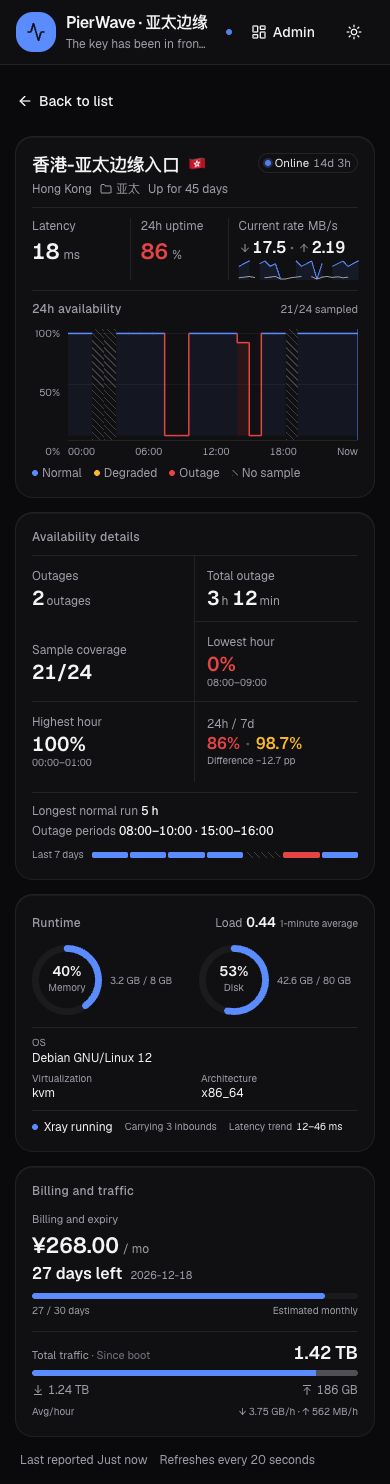 PierWave · 亚太边缘
The key has been in fron…
Admin
Back to list
香港-亚太边缘入口 🇭🇰
Online 14d 3h
Hong Kong 亚太 Up for 45 days
Latency
18 ms
24h uptime
86 %
Current rate MB/s
↓ 17.5 · ↑ 2.19
24h availability
21/24 sampled
100%
50%
0%
00:00 06:00 12:00 18:00 Now
Normal Degraded Outage No sample
Availability details
Outages
2 outages
Total outage
3 h 12 min
Sample coverage
21/24
Lowest hour
0%
08:00–09:00
Highest hour
100%
00:00–01:00
24h / 7d
86% · 98.7%
Difference −12.7 pp
Longest normal run 5 h
Outage periods 08:00–10:00 · 15:00–16:00
Last 7 days
Runtime
Load 0.44 1-minute average
40%
Memory
3.2 GB / 8 GB
53%
Disk
42.6 GB / 80 GB
OS
Debian GNU/Linux 12
Virtualization
kvm
Architecture
x86_64
Xray running Carrying 3 inbounds Latency trend 12–46 ms
Billing and traffic
Billing and expiry
¥268.00 / mo
27 days left 2026-12-18
27 / 30 days
Estimated monthly
Total traffic · Since boot
1.42 TB
1.24 TB
186 GB
Avg/hour
↓ 3.75 GB/h · ↑ 562 MB/h
Last reported Just now Refreshes every 20 seconds